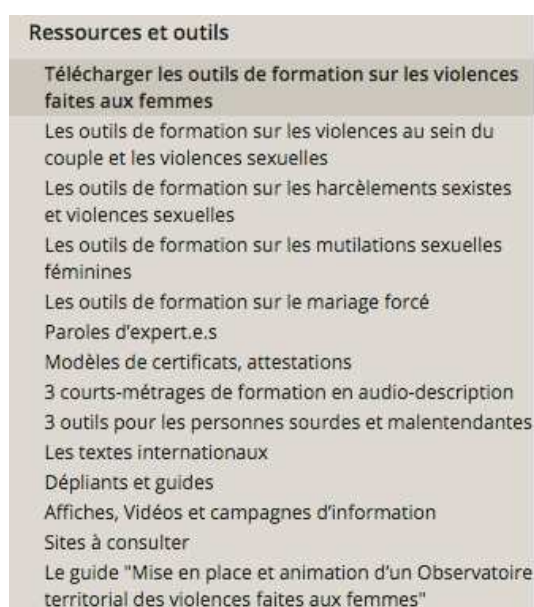 Ressources et outils
Télécharger les outils de formation sur les violences
faites aux femmes
Les outils de formation sur les violences au sein du
couple et les violences sexuelles
Les outils de formation sur les harcèlements sexistes
et violences sexuelles
Les outils de formation sur les mutilations sexuelles
féminines
Les outils de formation sur le mariage forcé
Paroles d'expert.e.s
Modèles de certificats, attestations
3 courts-métrages de formation en audio-description
3 outils pour les personnes sourdes et malentendantes
Les textes internationaux
Dépliants et guides
Affiches, Vidéos et campagnes d'information
Sites à consulter
Le guide "Mise en place et animation d'un Observatoire
territorial des violences faites aux femmes"